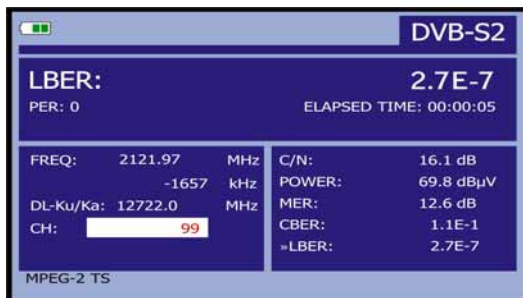 DVB-S2
LBER: 2.7E-7
PER: 0 ELAPSED TIME: 00:00:05
FREQ: 2121.97 MHz
-1657 kHz
DL-Ku/Ka: 12722.0 MHz
CH: 99
C/N: 16.1 dB
POWER: 69.8 dBµV
MER: 12.6 dB
CBER: 1.1E-1
»LBER: 2.7E-7
MPEG-2 TS